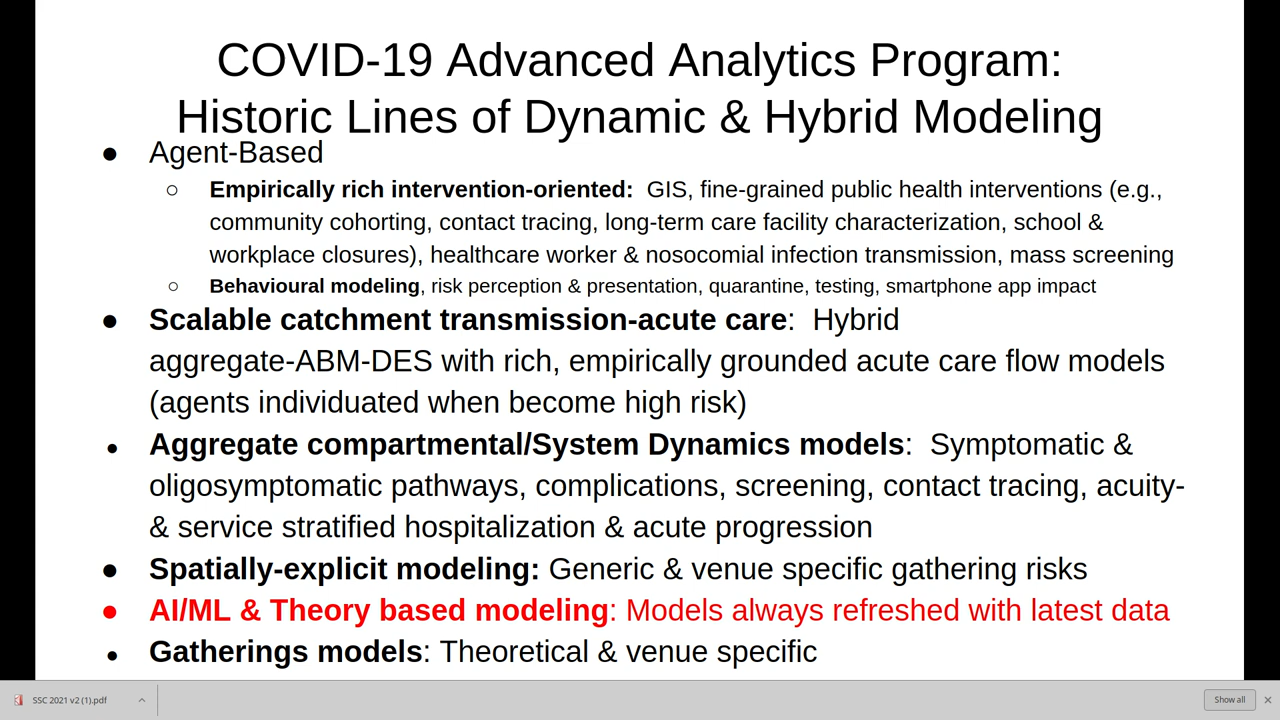 COVID-19 Advanced Analytics Program:
Historic Lines of Dynamic & Hybrid Modeling
● Agent-Based
○ Empirically rich intervention-oriented: GIS, fine-grained public health interventions (e.g.,
community cohorting, contact tracing, long-term care facility characterization, school &
workplace closures), healthcare worker & nosocomial infection transmission, mass screening
○ Behavioural modeling, risk perception & presentation, quarantine, testing, smartphone app impact
● Scalable catchment transmission-acute care: Hybrid
aggregate-ABM-DES with rich, empirically grounded acute care flow models
(agents individuated when become high risk)
● Aggregate compartmental/System Dynamics models: Symptomatic &
oligosymptomatic pathways, complications, screening, contact tracing, acuity-
& service stratified hospitalization & acute progression
● Spatially-explicit modeling: Generic & venue specific gathering risks
● AI/ML & Theory based modeling: Models always refreshed with latest data
● Gatherings models: Theoretical & venue specific
SSC 2021 v2 (1).pdf
Show all